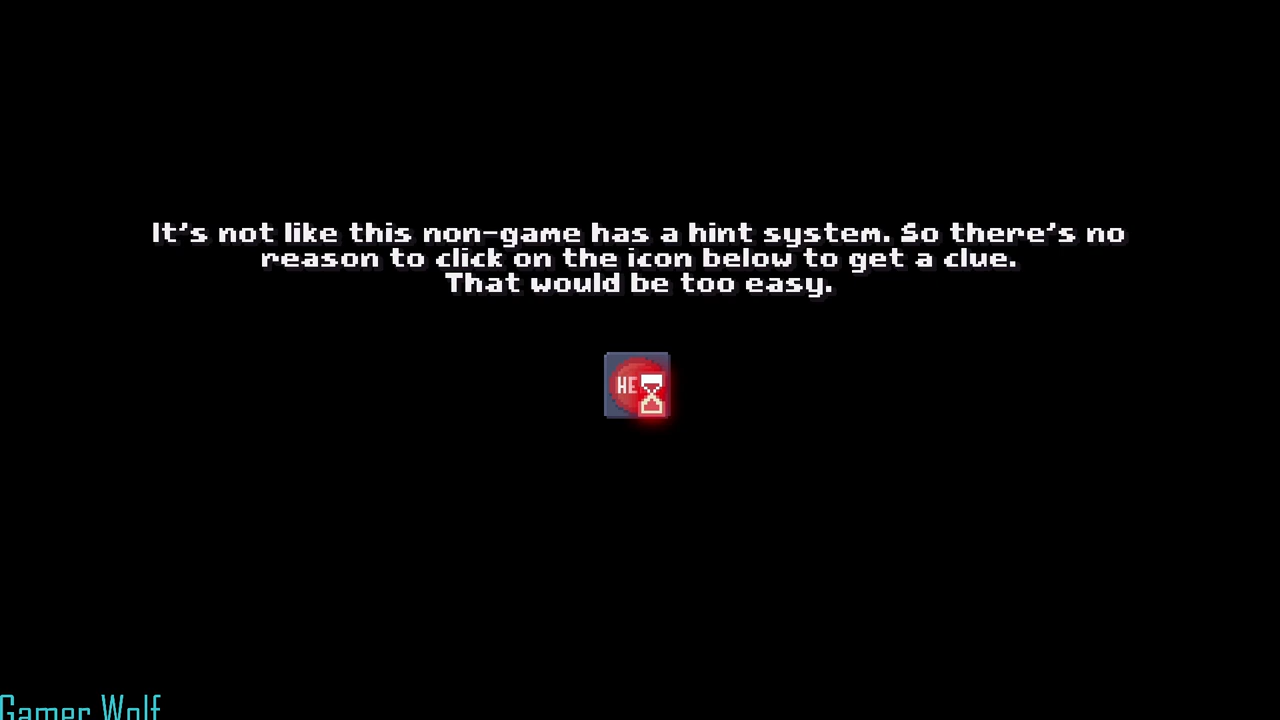 It's not like this non-game has a hint system. So there's no
reason to click on the icon below to get a clue.
That would be too easy.
HE
Gamer Wolf